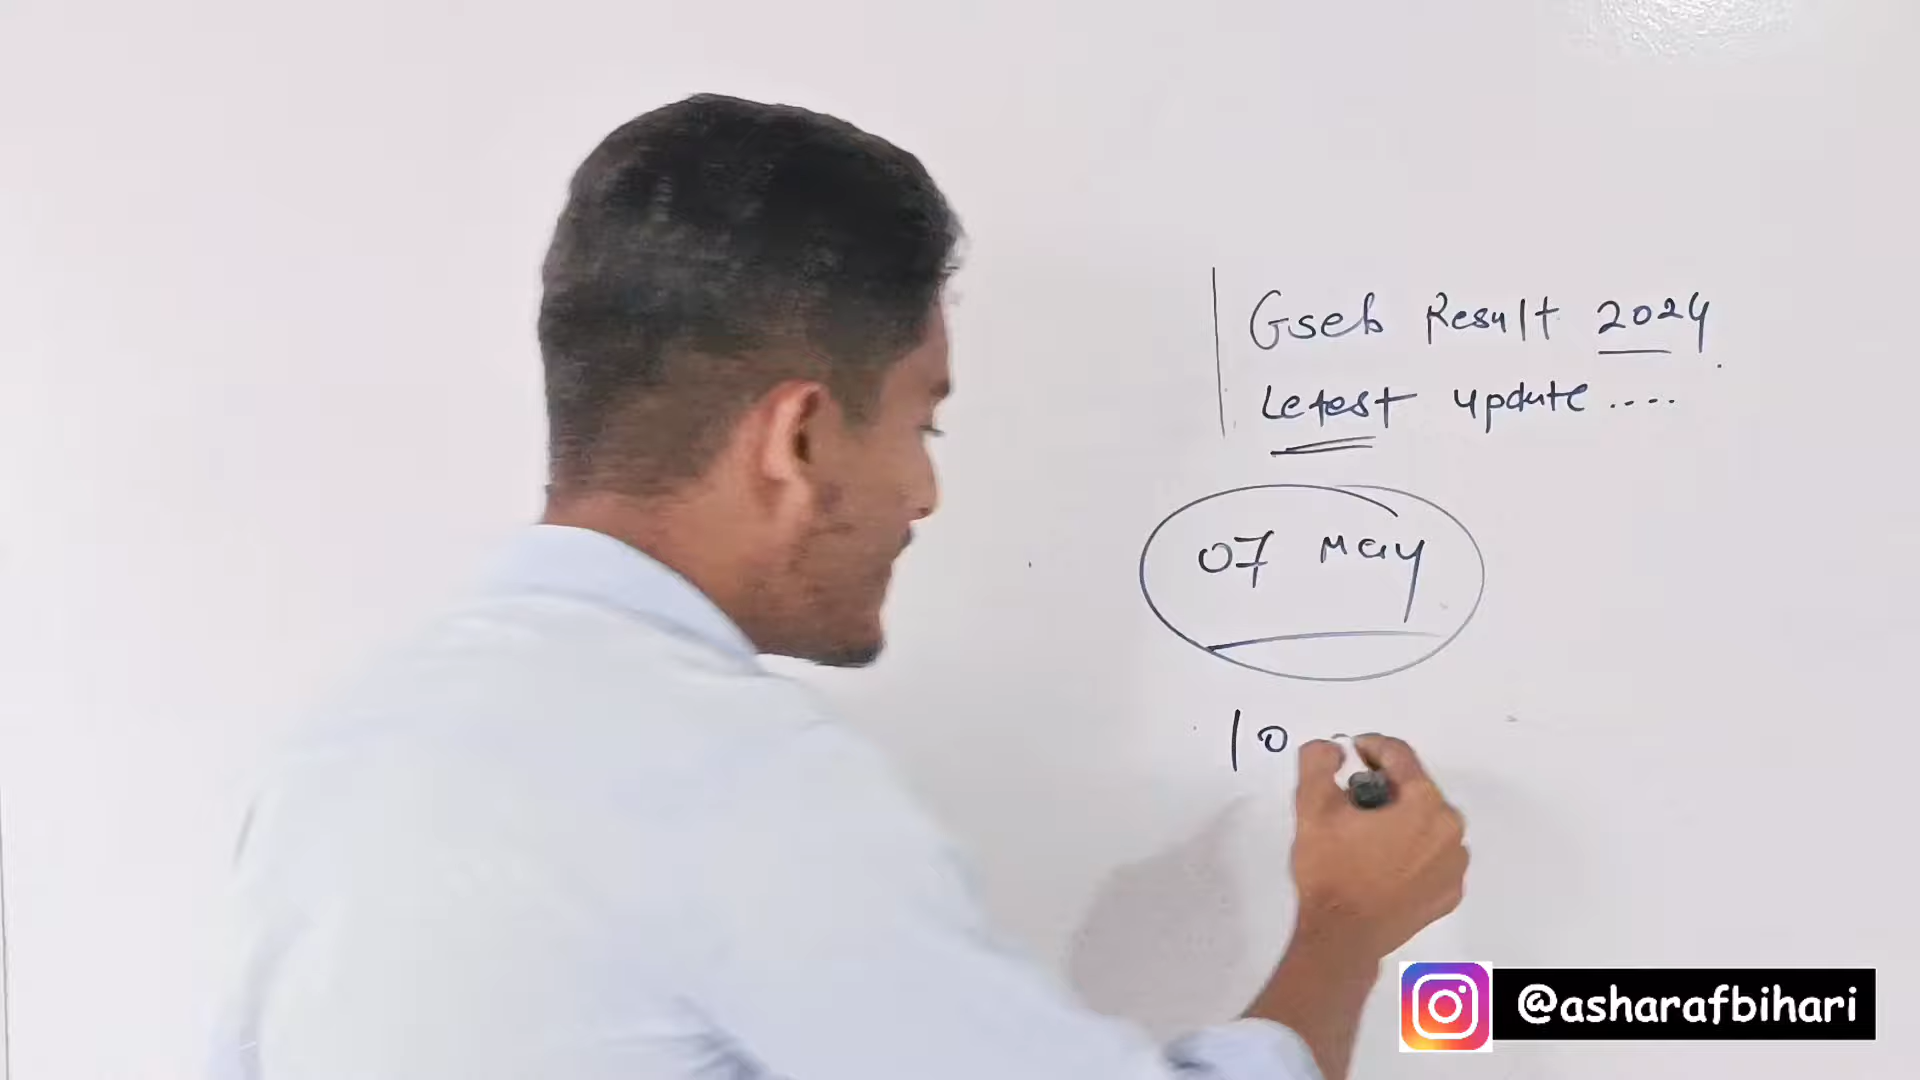 Gseb Result 2024
Letest update ....
07 May
10
@asharafbihari